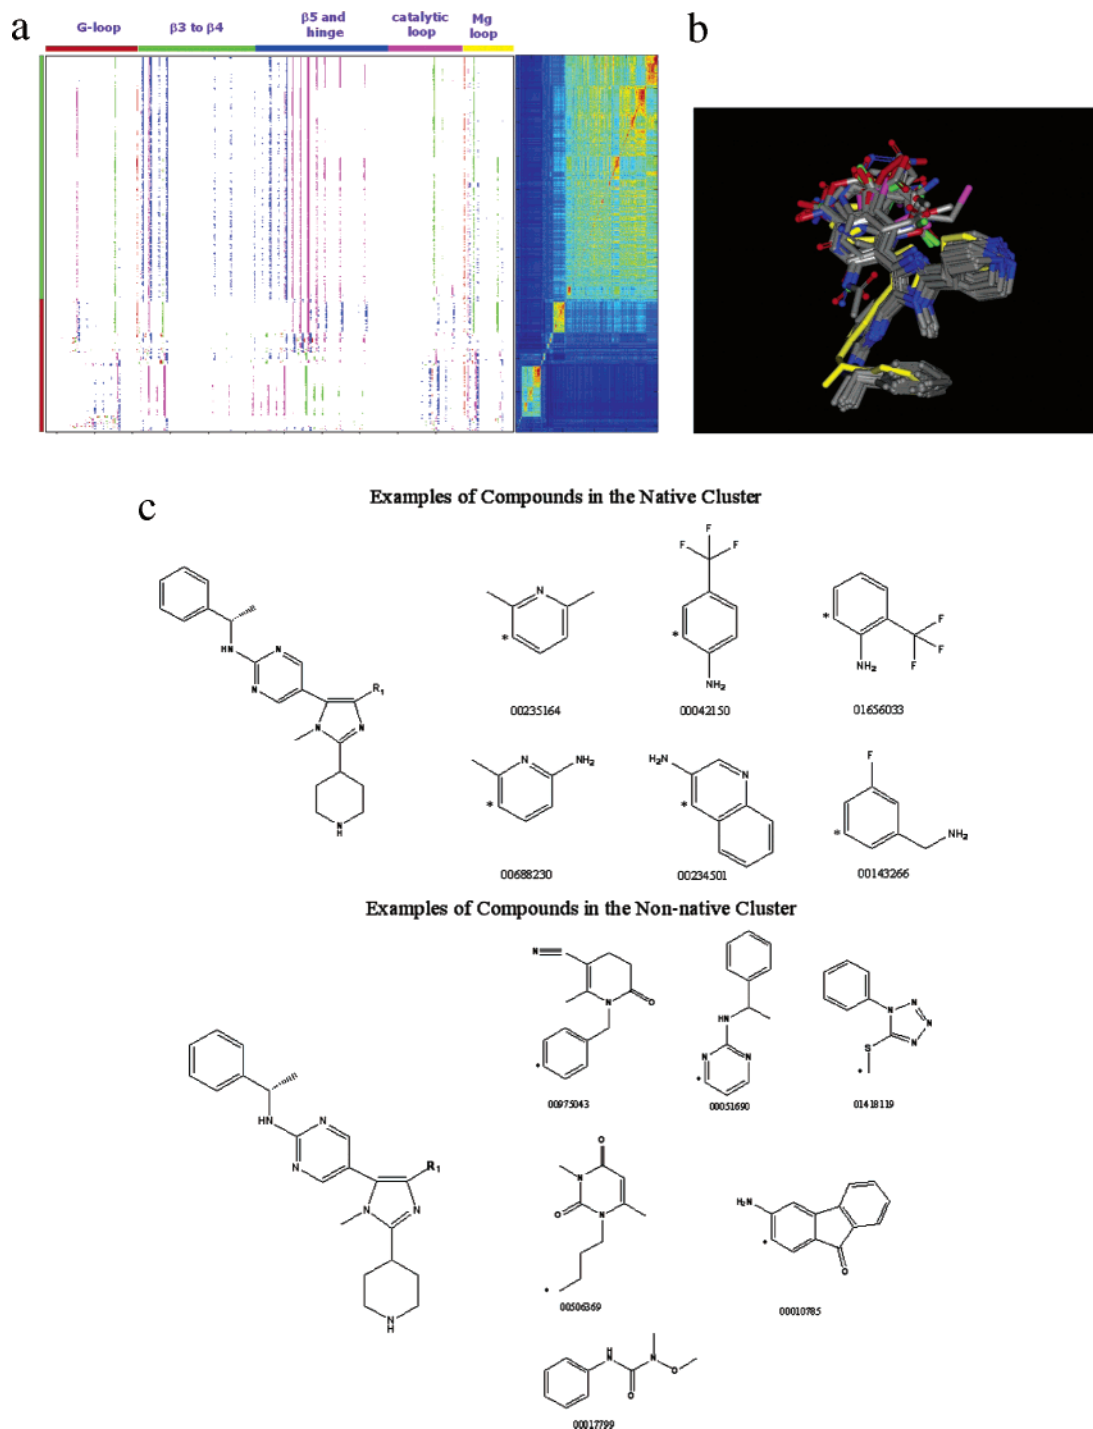 a
G-loop
β3 to β4
β5 and
hinge
catalytic
loop
Mg
loop
b
c
Examples of Compounds in the Native Cluster
HN
N
N
N
N
N
H
R1
N
*
00235164
F
F
F
*
NH2
00042150
*
NH2
F
F
F
01656033
N
NH2
*
00688230
H2N
N
*
00234501
F
*
NH2
00143266
Examples of Compounds in the Non-native Cluster
HN
N
N
N
N
NH
R1
N
N
O
00975043
HN
N
N
00051690
N
N
N
N
S
01418119
O
N
O
N
00506369
H2N
O
00010785
H
N
N
O
O
00017799